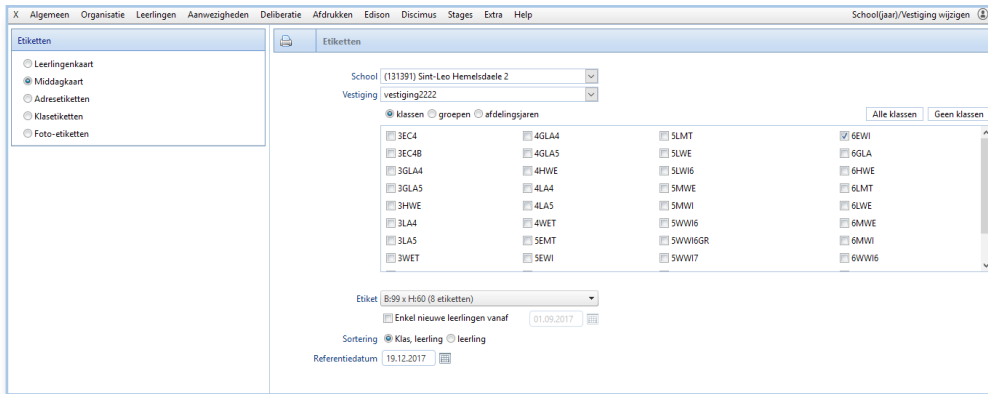 X Algemeen Organisatie Leerlingen Aanwezigheden Deliberatie Afdrukken Edison Discimus Stages Extra Help School(jaar)/Vestiging wijzigen
Etiketten
Leerlingenkaart
Middagkaart
Adresetiketten
Klasetiketten
Foto-etiketten
Etiketten
School (131391) Sint-Leo Hemelsdaele 2
Vestiging vestiging2222
klassen groepen afdelingsjaren Alle klassen Geen klassen
3EC4 4GLA4 5LMT 6EWI
3EC4B 4GLA5 5LWE 6GLA
3GLA4 4HWE 5LWI6 6HWE
3GLA5 4LA4 5MWE 6LMT
3HWE 4LA5 5MWI 6LWE
3LA4 4WET 5WWI6 6MWE
3LA5 5EMT 5WWI6GR 6MWI
3WET 5EWI 5WWI7 6WWI6
Etiket B:99 x H:60 (8 etiketten)
Enkel nieuwe leerlingen vanaf 01.09.2017
Sortering Klas, leerling leerling
Referentiedatum 19.12.2017